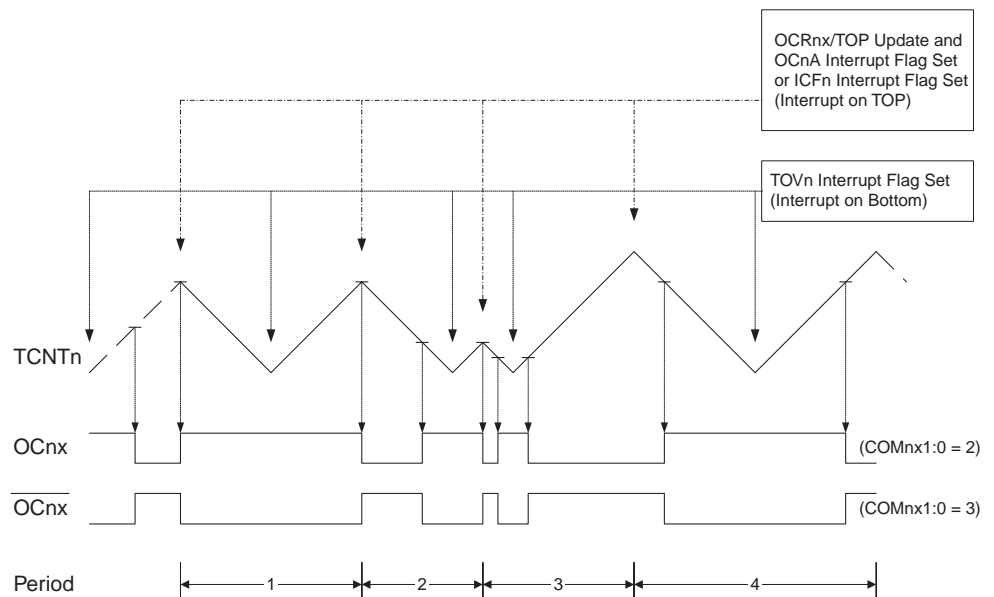 OCRnx/TOP Update and
OCnA Interrupt Flag Set
or ICFn Interrupt Flag Set
(Interrupt on TOP)
TOVn Interrupt Flag Set
(Interrupt on Bottom)
TCNTn
OCnx
(COMnx1:0 = 2)
OCnx
(COMnx1:0 = 3)
Period
1
2
3
4